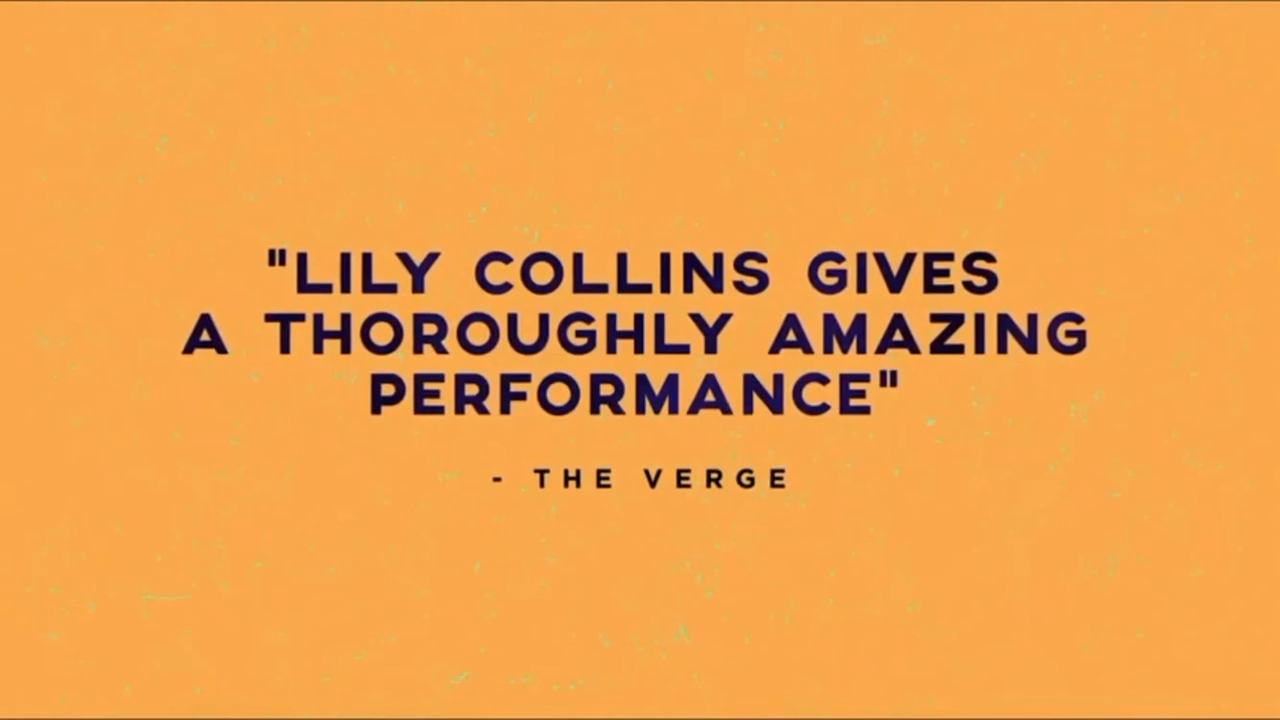 "LILY COLLINS GIVES
A THOROUGHLY AMAZING
PERFORMANCE"
- THE VERGE